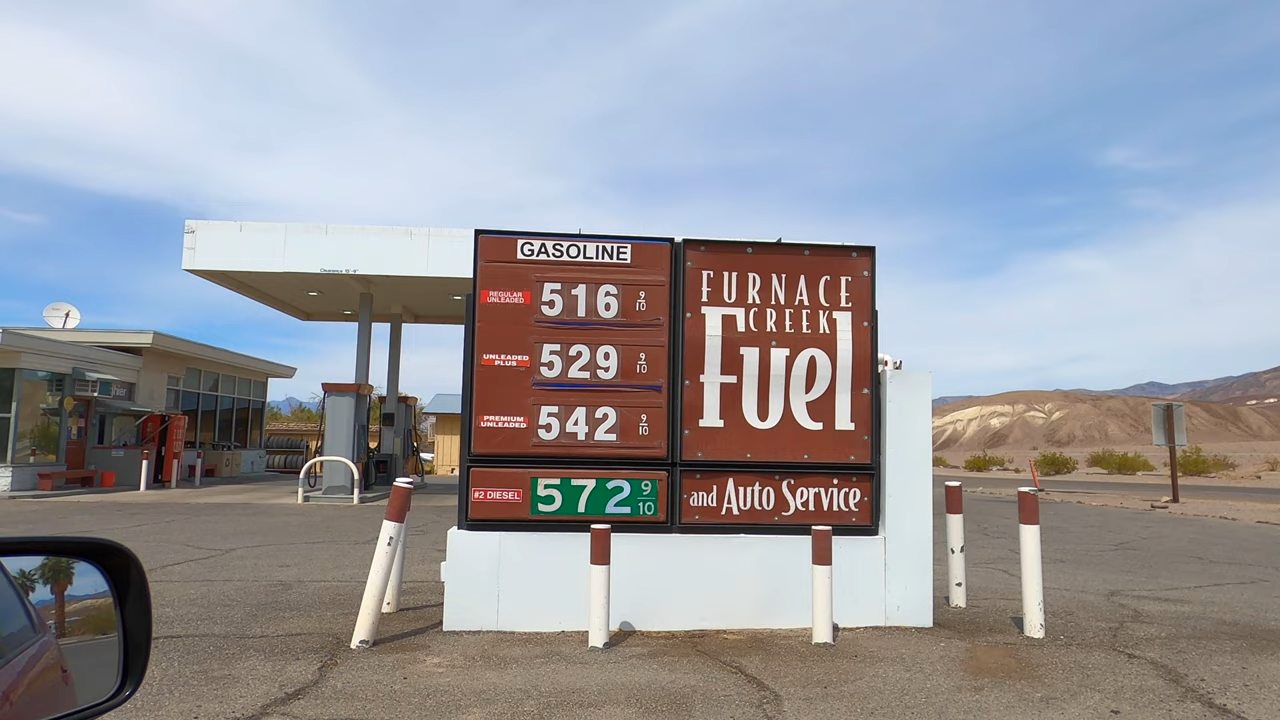 GASOLINE
REGULAR
UNLEADED
516 9/10
UNLEADED
PLUS
529 9/10
PREMIUM
UNLEADED
542 9/10
#2 DIESEL
572 9/10
FURNACE
CREEK
Fuel
and Auto Service